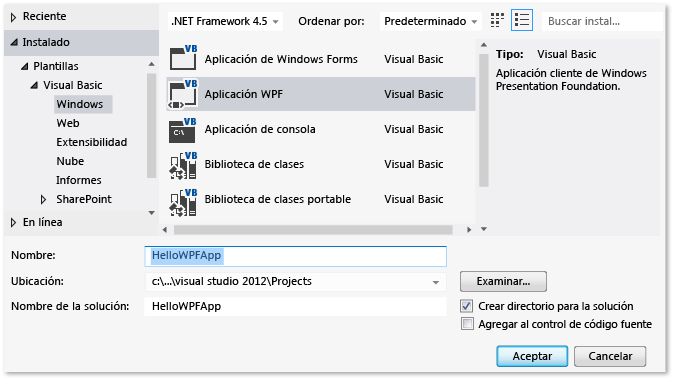 Reciente
Instalado
Plantillas
Visual Basic
Windows
Web
Extensibilidad
Nube
Informes
SharePoint
En línea
.NET Framework 4.5
Ordenar por:
Predeterminado
Buscar instal...
VB
Aplicación de Windows Forms
Visual Basic
VB
Aplicación WPF
Visual Basic
VB
C:\
Aplicación de consola
Visual Basic
VB
Biblioteca de clases
Visual Basic
VB
Biblioteca de clases portable
Visual Basic
Tipo: Visual Basic
Aplicación cliente de Windows
Presentation Foundation.
Nombre:
HelloWPFApp
Ubicación:
c:\...\visual studio 2012\Projects
Examinar...
Nombre de la solución:
HelloWPFApp
Crear directorio para la solución
Agregar al control de código fuente
Aceptar
Cancelar